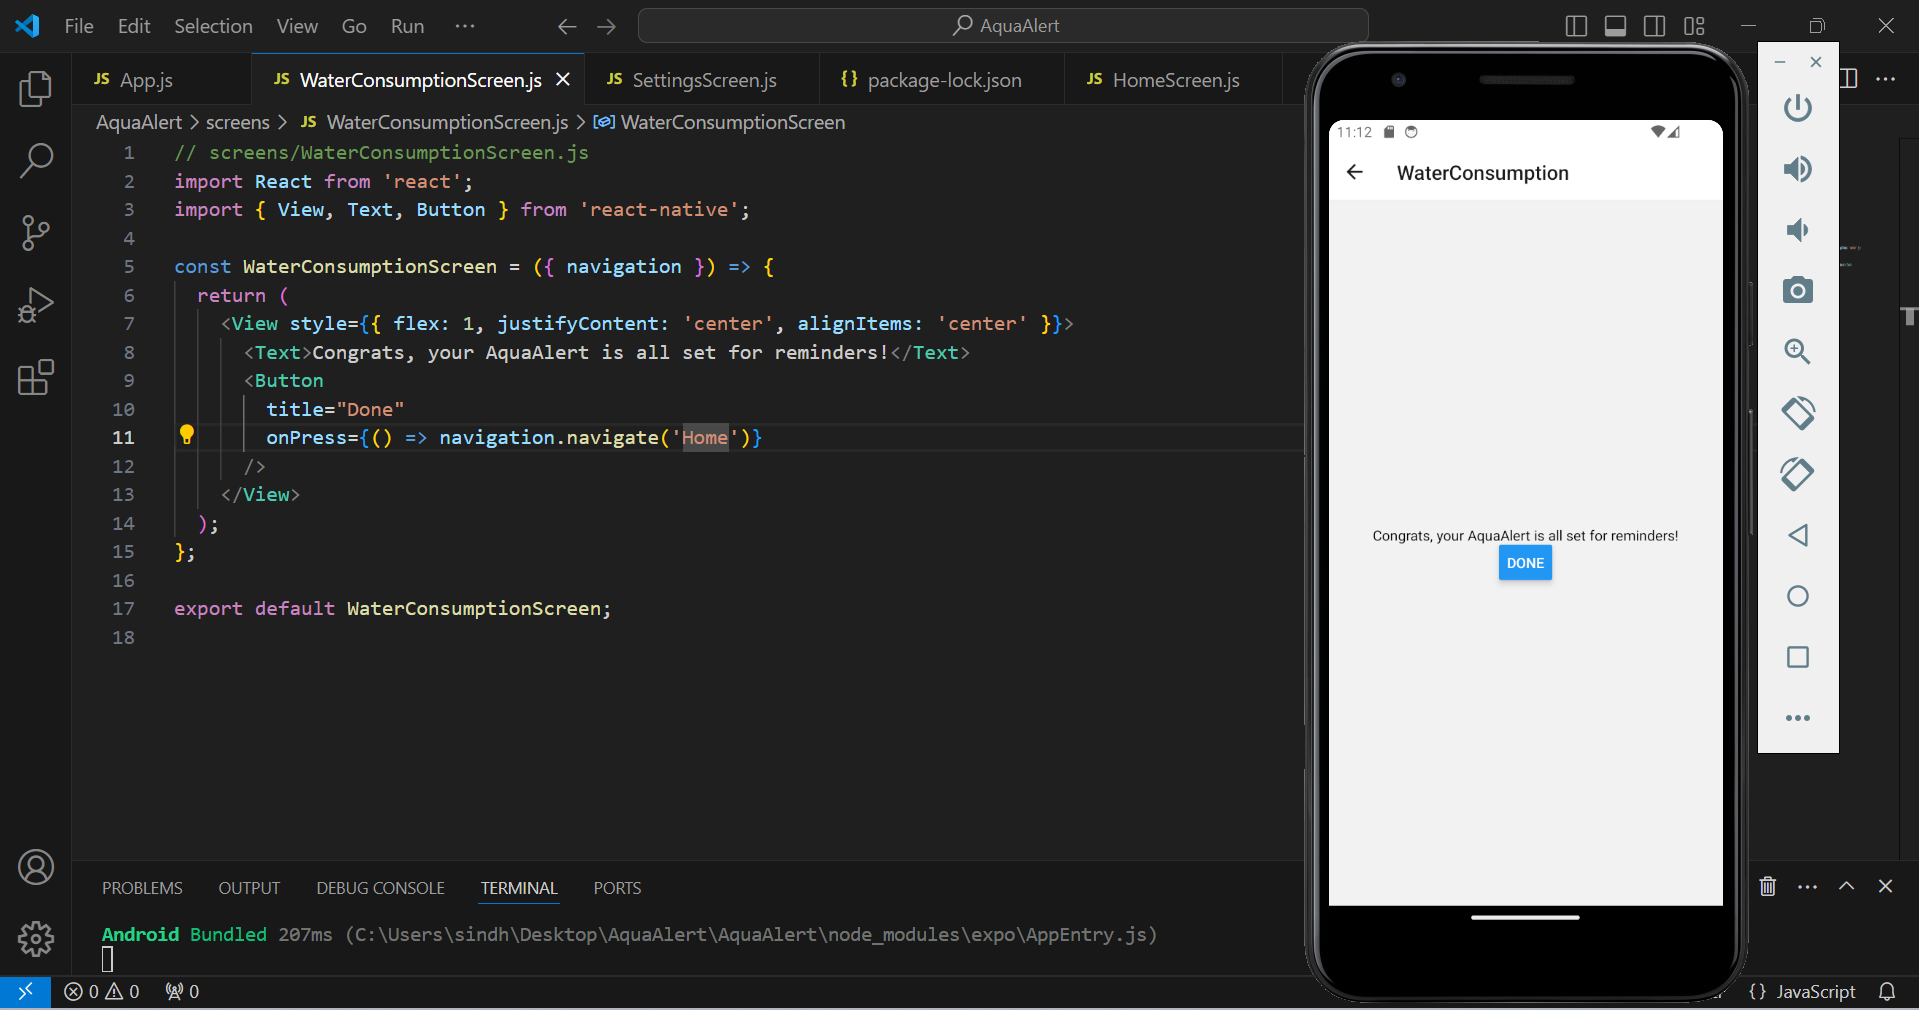 File Edit Selection View Go Run ··· AquaAlert
JS App.js JS WaterConsumptionScreen.js JS SettingsScreen.js {} package-lock.json JS HomeScreen.js
AquaAlert > screens > JS WaterConsumptionScreen.js > WaterConsumptionScreen
1 // screens/WaterConsumptionScreen.js
2 import React from 'react';
3 import { View, Text, Button } from 'react-native';
4
5 const WaterConsumptionScreen = ({ navigation }) => {
6 return (
7 <View style={{ flex: 1, justifyContent: 'center', alignItems: 'center' }}>
8 <Text>Congrats, your AquaAlert is all set for reminders!</Text>
9 <Button
10 title="Done"
11 onPress={() => navigation.navigate('Home')}
12 />
13 </View>
14 );
15 };
16
17 export default WaterConsumptionScreen;
18
PROBLEMS OUTPUT DEBUG CONSOLE TERMINAL PORTS
Android Bundled 207ms (C:\Users\sindh\Desktop\AquaAlert\AquaAlert\node_modules\expo\AppEntry.js)
0 0 0
{} JavaScript
11:12
WaterConsumption
Congrats, your AquaAlert is all set for reminders!
DONE